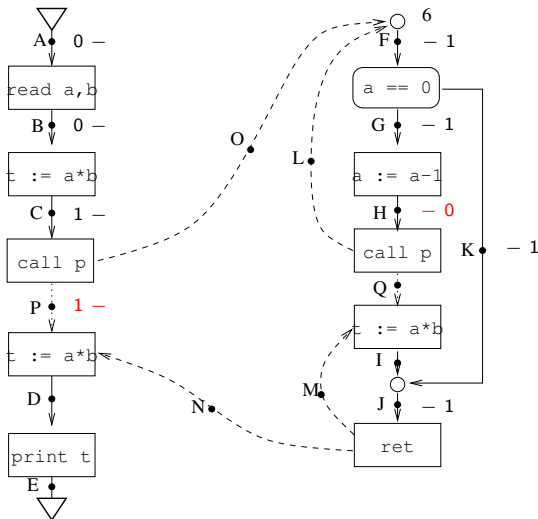 6
A 0 –
F – 1
read a,b
a == 0
B 0 –
G – 1
O
L
t := a*b
a := a-1
C 1 –
H – 0
call p
call p
K – 1
Q
P 1 –
t := a*b
t := a*b
I
M
D
J – 1
N
ret
print t
E